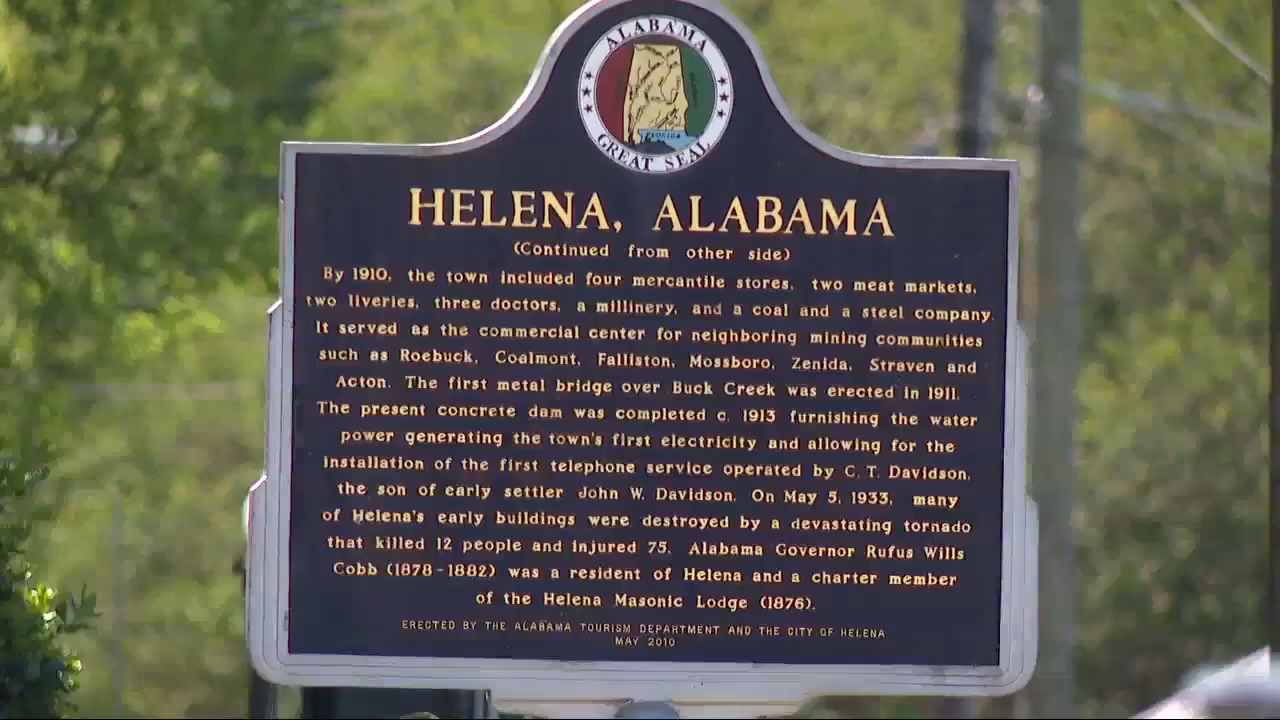 ALABAMA
FLORIDA
GREAT SEAL
HELENA, ALABAMA
(Continued from other side)
By 1910, the town included four mercantile stores, two meat markets,
two liveries, three doctors, a millinery, and a coal and a steel company.
It served as the commercial center for neighboring mining communities
such as Roebuck, Coalmont, Falliston, Mossboro, Zenida, Straven and
Acton. The first metal bridge over Buck Creek was erected in 1911.
The present concrete dam was completed c. 1913 furnishing the water
power generating the town's first electricity and allowing for the
installation of the first telephone service operated by C. T. Davidson,
the son of early settler John W. Davidson. On May 5, 1933, many
of Helena's early buildings were destroyed by a devastating tornado
that killed 12 people and injured 75. Alabama Governor Rufus Wills
Cobb (1878-1882) was a resident of Helena and a charter member
of the Helena Masonic Lodge (1876).
ERECTED BY THE ALABAMA TOURISM DEPARTMENT AND THE CITY OF HELENA
MAY 2010